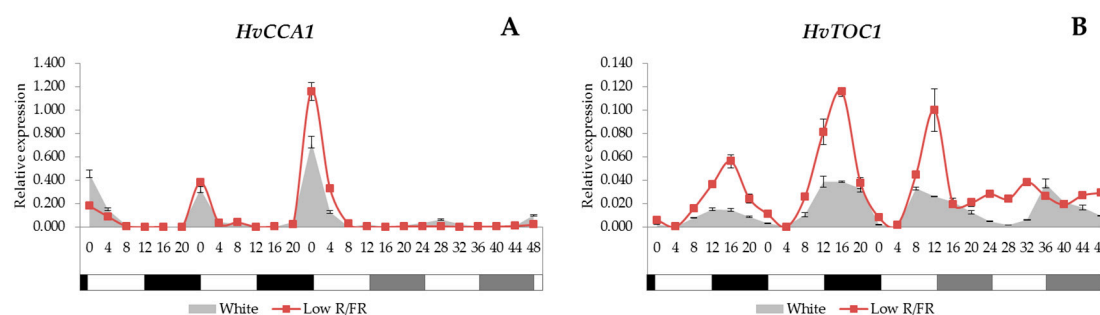 HvCCA1 A
Relative expression
1.400
1.200
1.000
0.800
0.600
0.400
0.200
0.000
0 4 8 12 16 20 0 4 8 12 16 20 0 4 8 12 16 20 24 28 32 36 40 44 48
White Low R/FR
HvTOC1 B
Relative expression
0.140
0.120
0.100
0.080
0.060
0.040
0.020
0.000
0 4 8 12 16 20 0 4 8 12 16 20 0 4 8 12 16 20 24 28 32 36 40 44 4
White Low R/FR